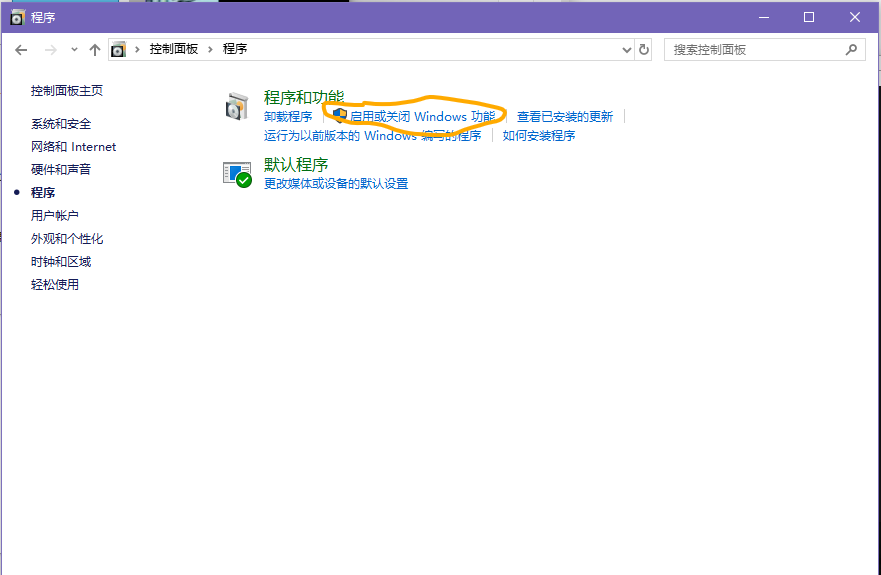 程序
控制面板 程序
搜索控制面板
控制面板主页
系统和安全
网络和 Internet
硬件和声音
程序
用户帐户
外观和个性化
时钟和区域
轻松使用
程序和功能
卸载程序 启用或关闭 Windows 功能 查看已安装的更新
运行为以前版本的 Windows 编写的程序 如何安装程序
默认程序
更改媒体或设备的默认设置